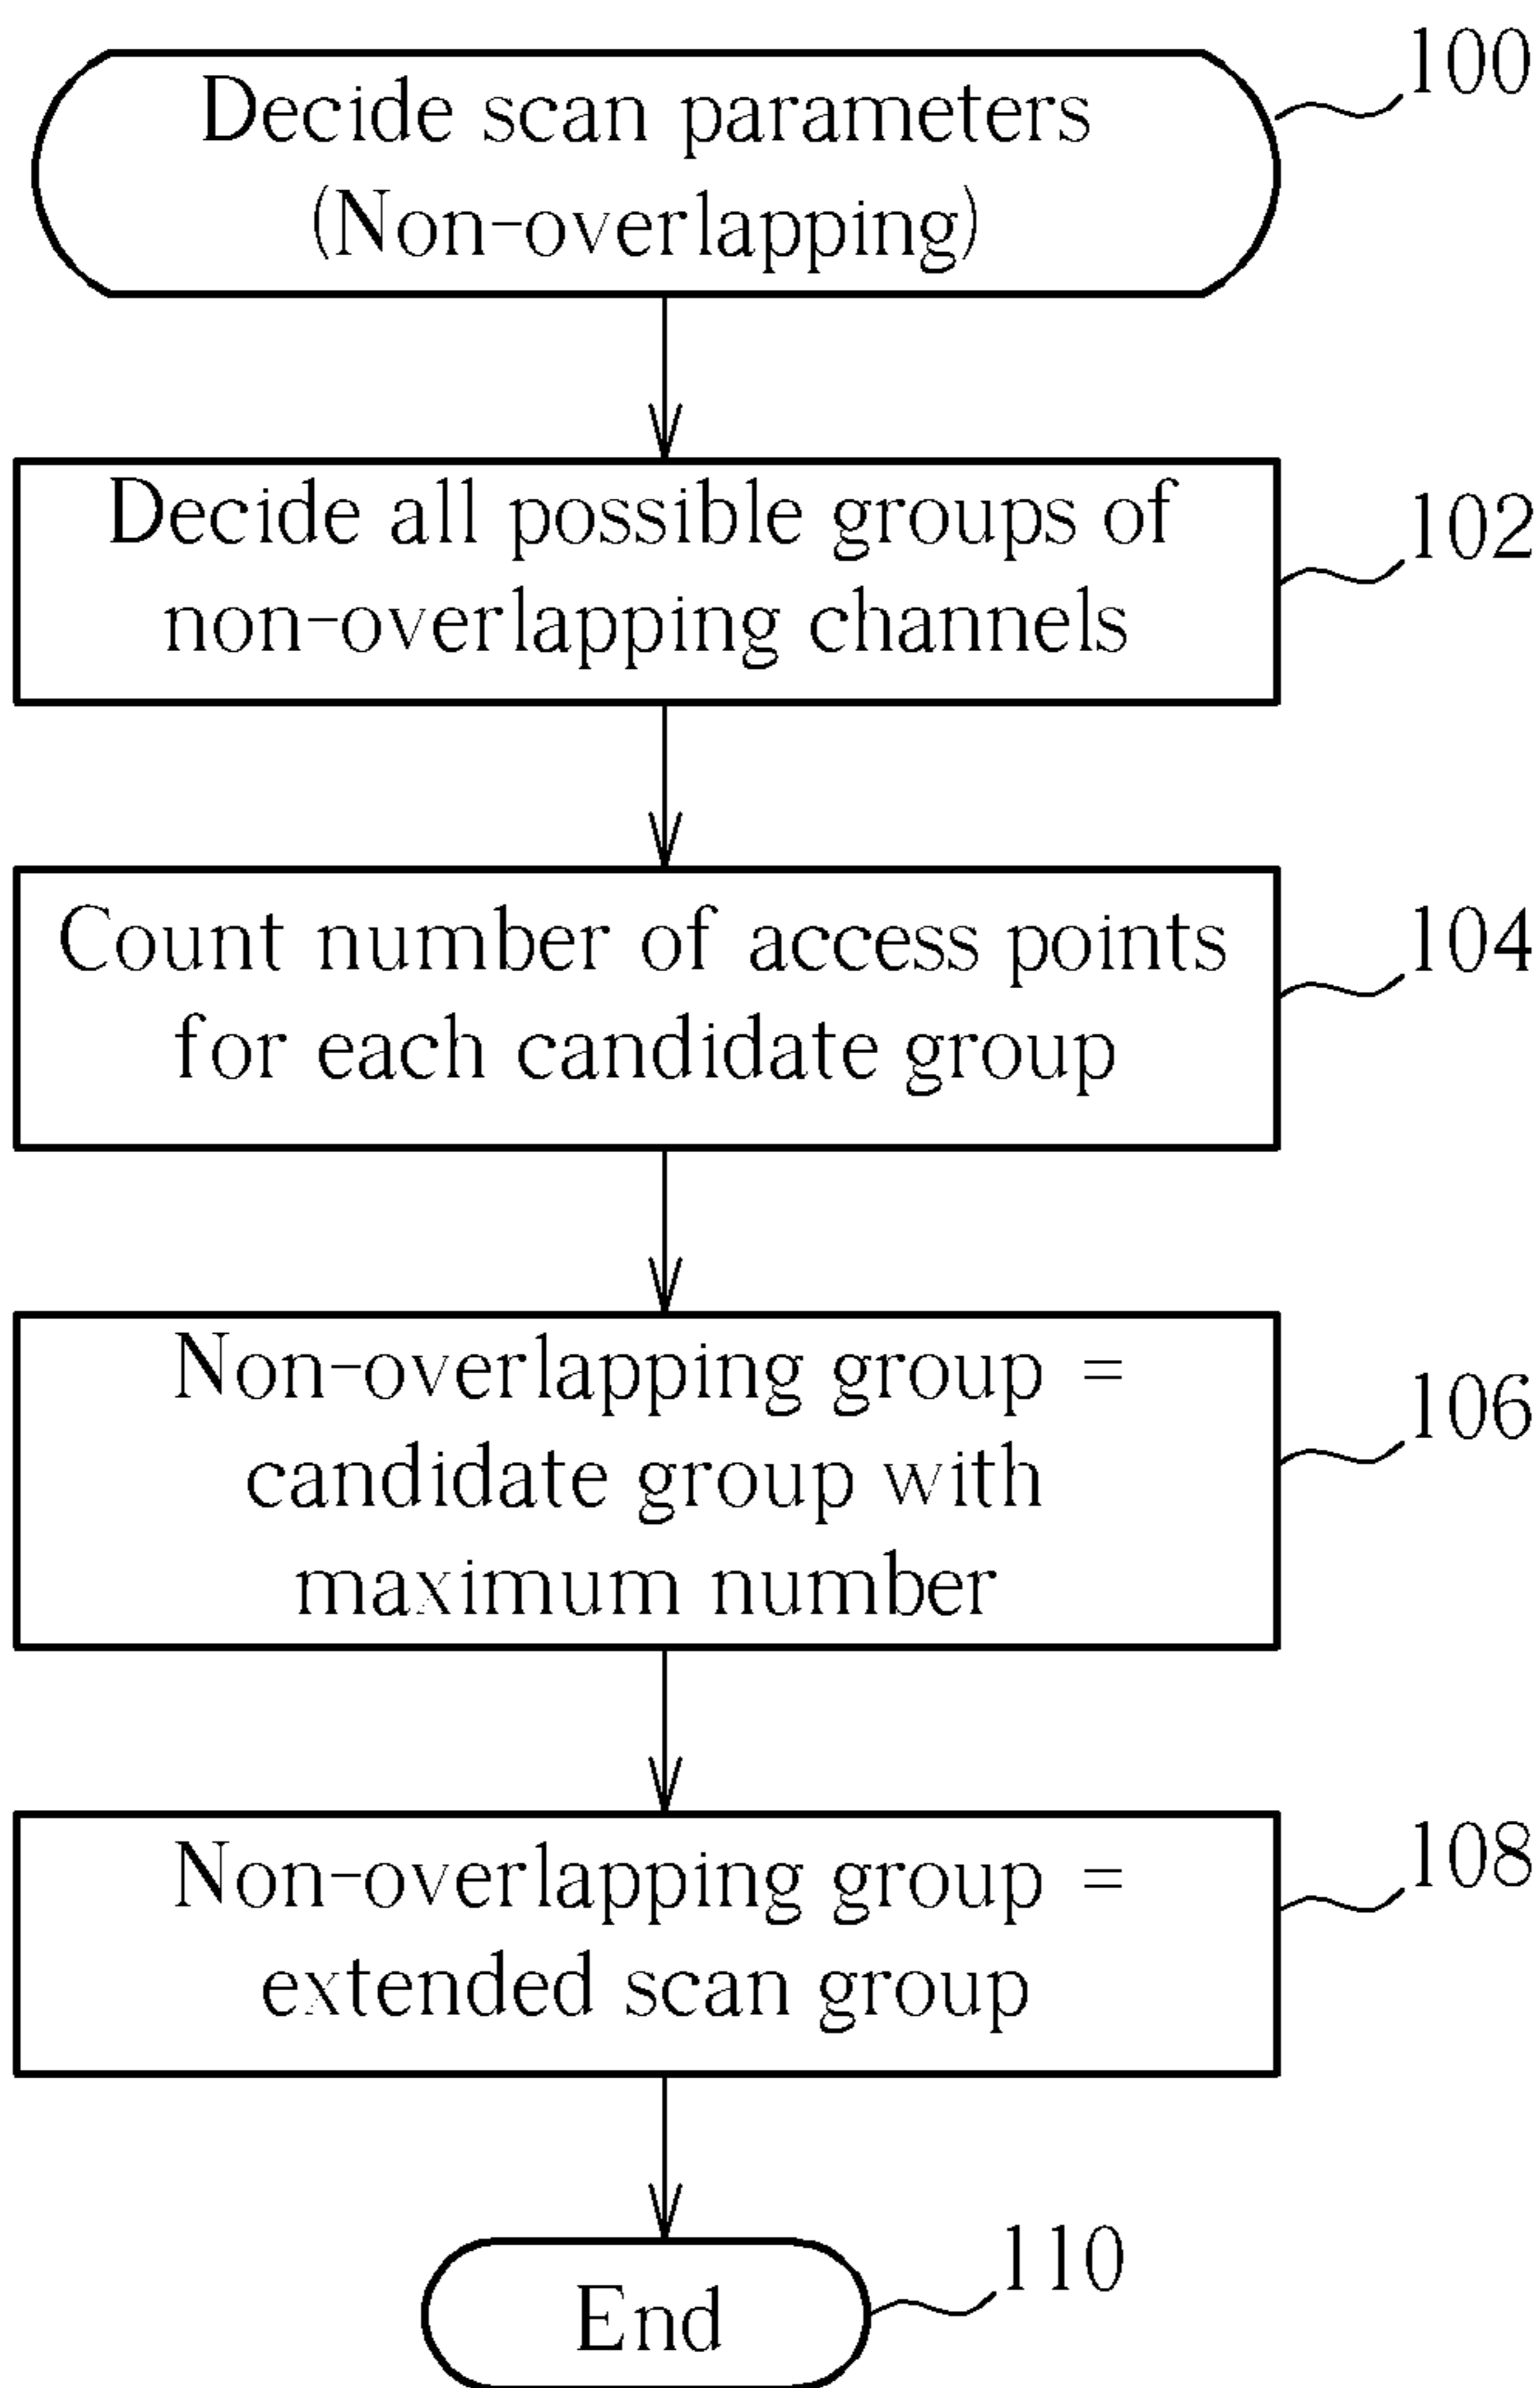 100
Decide scan parameters
(Non-overlapping)
Decide all possible groups of
non-overlapping channels
102
Count number of access points
for each candidate group
104
Non-overlapping group =
candidate group with
maximum number
106
Non-overlapping group =
extended scan group
108
End
110